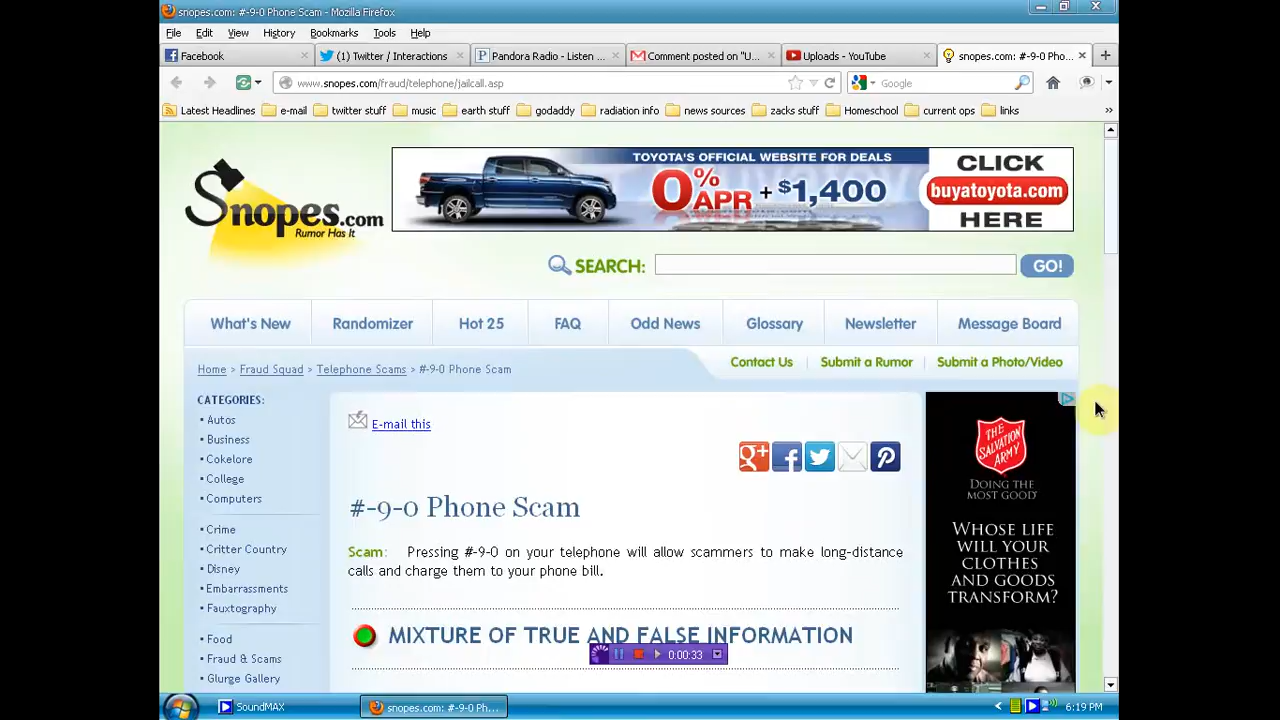 snopes.com: #-9-0 Phone Scam - Mozilla Firefox
File Edit View History Bookmarks Tools Help
Facebook (1) Twitter / Interactions Pandora Radio - Listen ... Comment posted on "U... Uploads - YouTube snopes.com: #-9-0 Ph...
www.snopes.com/fraud/telephone/jailcall.asp Google
Latest Headlines e-mail twitter stuff music earth stuff godaddy radiation info news sources zacks stuff Homeschool current ops links
Snopes.com
Rumor Has It
TOYOTA'S OFFICIAL WEBSITE FOR DEALS
0% APR + $1,400
CLICK
buyatoyota.com
HERE
SEARCH: GO!
What's New Randomizer Hot 25 FAQ Odd News Glossary Newsletter Message Board
Contact Us Submit a Rumor Submit a Photo/Video
Home > Fraud Squad > Telephone Scams > #-9-0 Phone Scam
CATEGORIES:
• Autos
• Business
• Cokelore
• College
• Computers
• Crime
• Critter Country
• Disney
• Embarrassments
• Fauxtography
• Food
• Fraud & Scams
• Glurge Gallery
E-mail this
#-9-0 Phone Scam
Scam: Pressing #-9-0 on your telephone will allow scammers to make long-distance
calls and charge them to your phone bill.
MIXTURE OF TRUE AND FALSE INFORMATION
0:00:33
THE
SALVATION
ARMY
DOING THE
MOST GOOD
WHOSE LIFE
WILL YOUR
CLOTHES
AND GOODS
TRANSFORM?
SoundMAX snopes.com: #-9-0 Ph... 6:19 PM